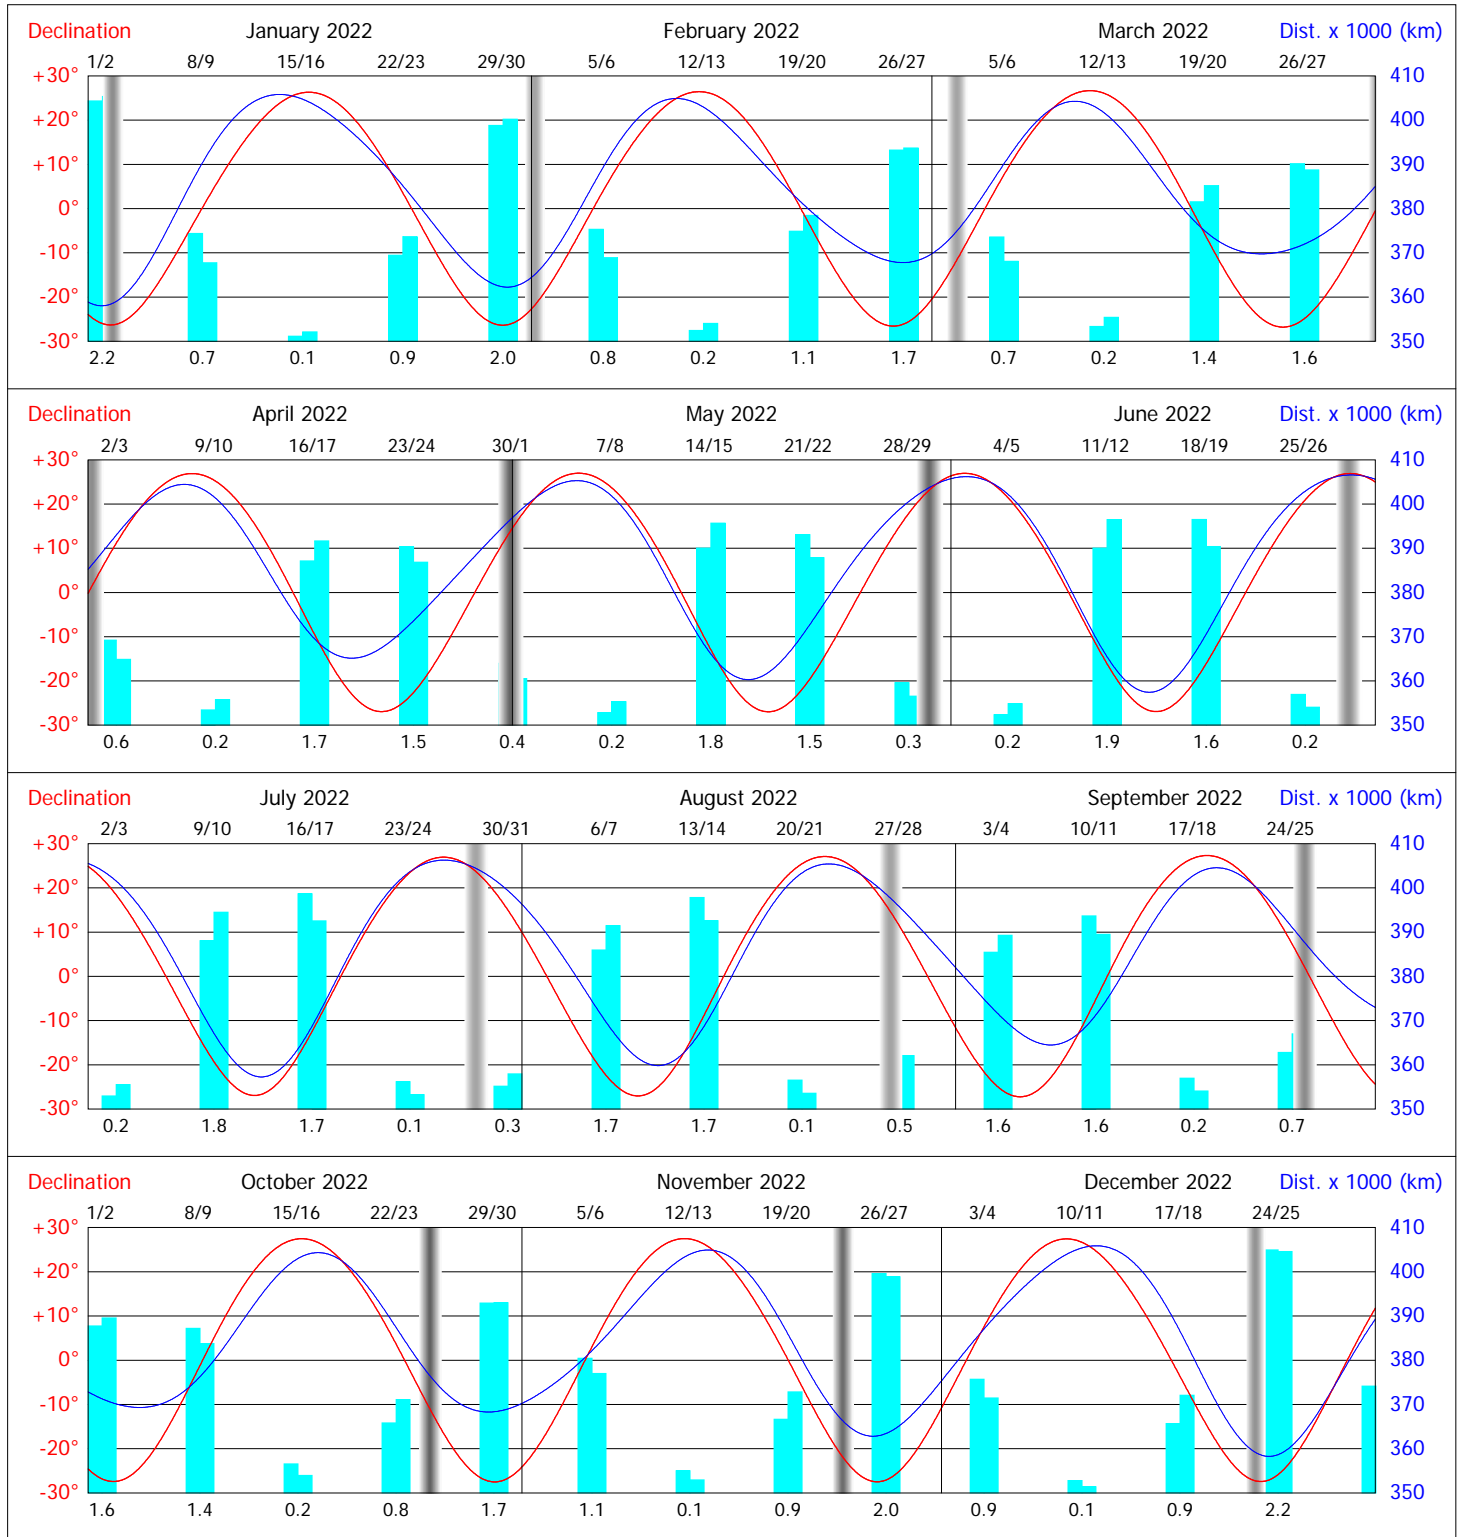 Declination January 2022 February 2022 March 2022 Dist. x 1000 (km)
1/2 8/9 15/16 22/23 29/30 5/6 12/13 19/20 26/27 5/6 12/13 19/20 26/27
+30° 410
+20° 400
+10° 390
0° 380
-10° 370
-20° 360
-30° 350
2.2 0.7 0.1 0.9 2.0 0.8 0.2 1.1 1.7 0.7 0.2 1.4 1.6
Declination April 2022 May 2022 June 2022 Dist. x 1000 (km)
2/3 9/10 16/17 23/24 30/1 7/8 14/15 21/22 28/29 4/5 11/12 18/19 25/26
+30° 410
+20° 400
+10° 390
0° 380
-10° 370
-20° 360
-30° 350
0.6 0.2 1.7 1.5 0.4 0.2 1.8 1.5 0.3 0.2 1.9 1.6 0.2
Declination July 2022 August 2022 September 2022 Dist. x 1000 (km)
2/3 9/10 16/17 23/24 30/31 6/7 13/14 20/21 27/28 3/4 10/11 17/18 24/25
+30° 410
+20° 400
+10° 390
0° 380
-10° 370
-20° 360
-30° 350
0.2 1.8 1.7 0.1 0.3 1.7 1.7 0.1 0.5 1.6 1.6 0.2 0.7
Declination October 2022 November 2022 December 2022 Dist. x 1000 (km)
1/2 8/9 15/16 22/23 29/30 5/6 12/13 19/20 26/27 3/4 10/11 17/18 24/25
+30° 410
+20° 400
+10° 390
0° 380
-10° 370
-20° 360
-30° 350
1.6 1.4 0.2 0.8 1.7 1.1 0.1 0.9 2.0 0.9 0.1 0.9 2.2